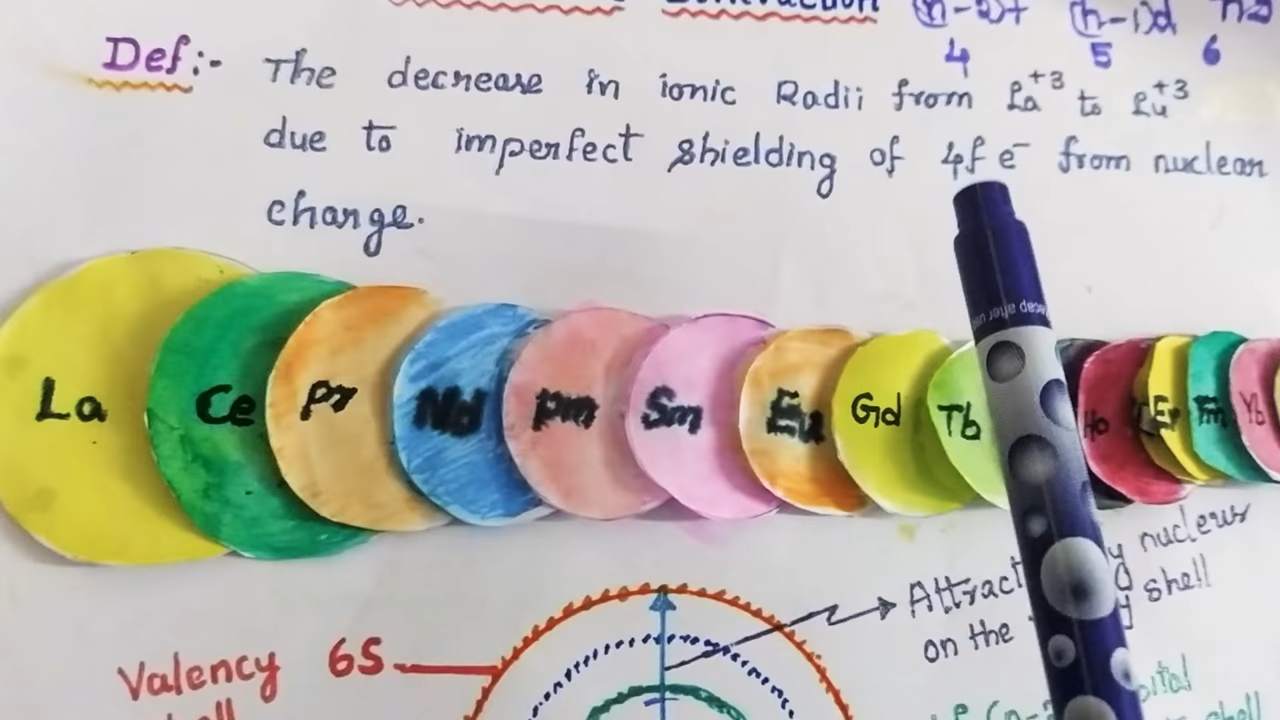 Contraction (n-2)f (n-1)d ns
4 5 6
Def:- The decrease in ionic Radii from La+3 to Lu+3
due to imperfect shielding of 4f e- from nuclear
charge.
La Ce Pr Nd Pm Sm Eu Gd Tb Ho Er Tm Yb
nucleus
on the shell
Valency 6S